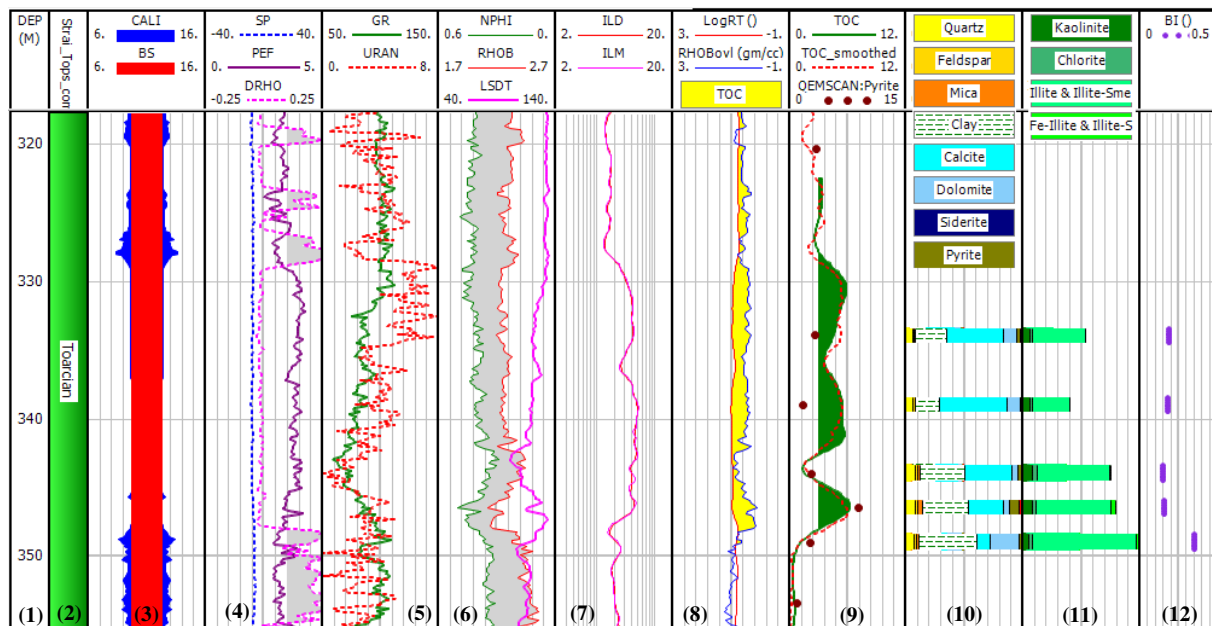 DEP
(M)
Strai_Tops_con
CALI
6. 16.
BS
6. 16.
SP
-40. 40.
PEF
0. 5.
DRHO
-0.25 0.25
GR
50. 150.
URAN
0. 8.
NPHI
0.6 0.
RHOB
1.7 2.7
LSDT
40. 140.
ILD
2. 20.
ILM
2. 20.
LogRT ()
3. -1.
RHOBovl (gm/cc)
3. -1.
TOC
TOC
0. 12.
TOC_smoothed
0. 12.
QEMSCAN:Pyrite
0 15
Quartz
Feldspar
Mica
Clay
Calcite
Dolomite
Siderite
Pyrite
Kaolinite
Chlorite
Illite & Illite-Sme
Fe-Illite & Illite-S
BI ()
0 0.5
320
330
340
350
Toarcian
(1) (2) (3) (4) (5) (6) (7) (8) (9) (10) (11) (12)